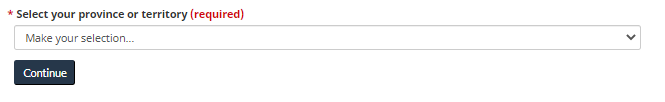 * Select your province or territory (required)
Make your selection...
Continue